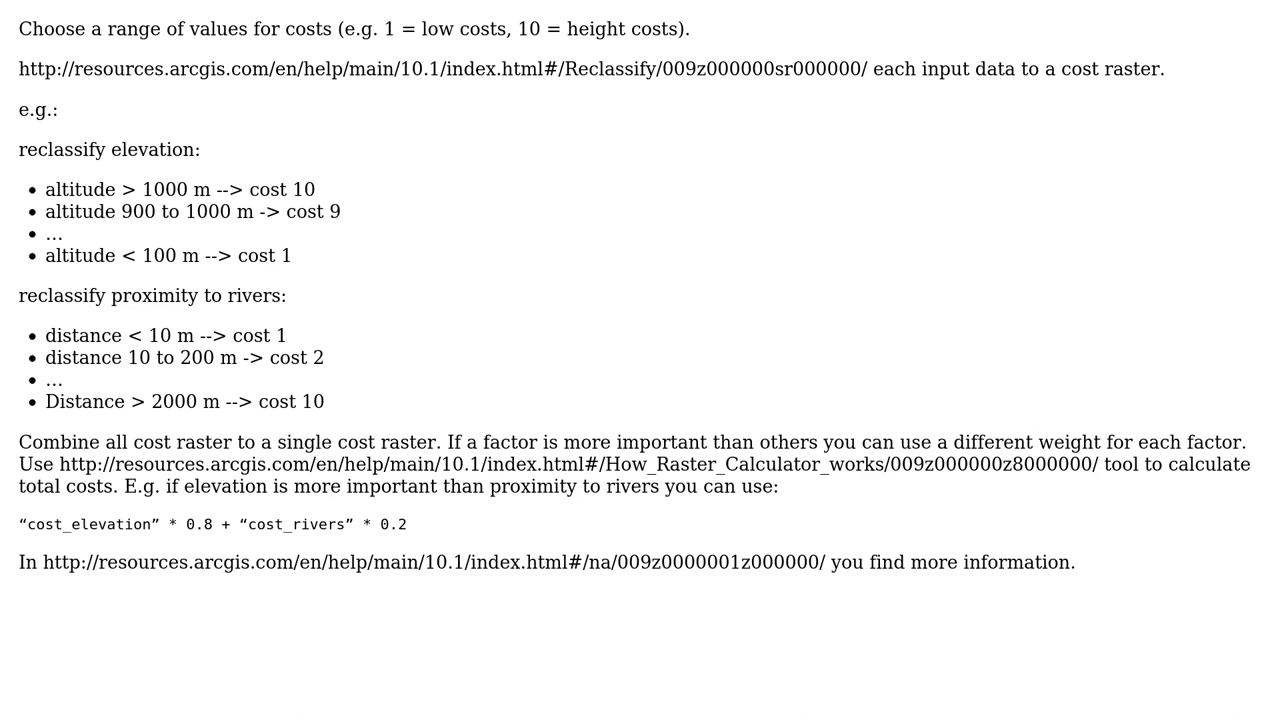 Choose a range of values for costs (e.g. 1 = low costs, 10 = height costs).
http://resources.arcgis.com/en/help/main/10.1/index.html#/Reclassify/009z000000sr000000/ each input data to a cost raster.
e.g.:
reclassify elevation:
• altitude > 1000 m --> cost 10
• altitude 900 to 1000 m -> cost 9
• ...
• altitude < 100 m --> cost 1
reclassify proximity to rivers:
• distance < 10 m --> cost 1
• distance 10 to 200 m -> cost 2
• ...
• Distance > 2000 m --> cost 10
Combine all cost raster to a single cost raster. If a factor is more important than others you can use a different weight for each factor.
Use http://resources.arcgis.com/en/help/main/10.1/index.html#/How_Raster_Calculator_works/009z000000z8000000/ tool to calculate
total costs. E.g. if elevation is more important than proximity to rivers you can use:
“cost_elevation” * 0.8 + “cost_rivers” * 0.2
In http://resources.arcgis.com/en/help/main/10.1/index.html#/na/009z0000001z000000/ you find more information.